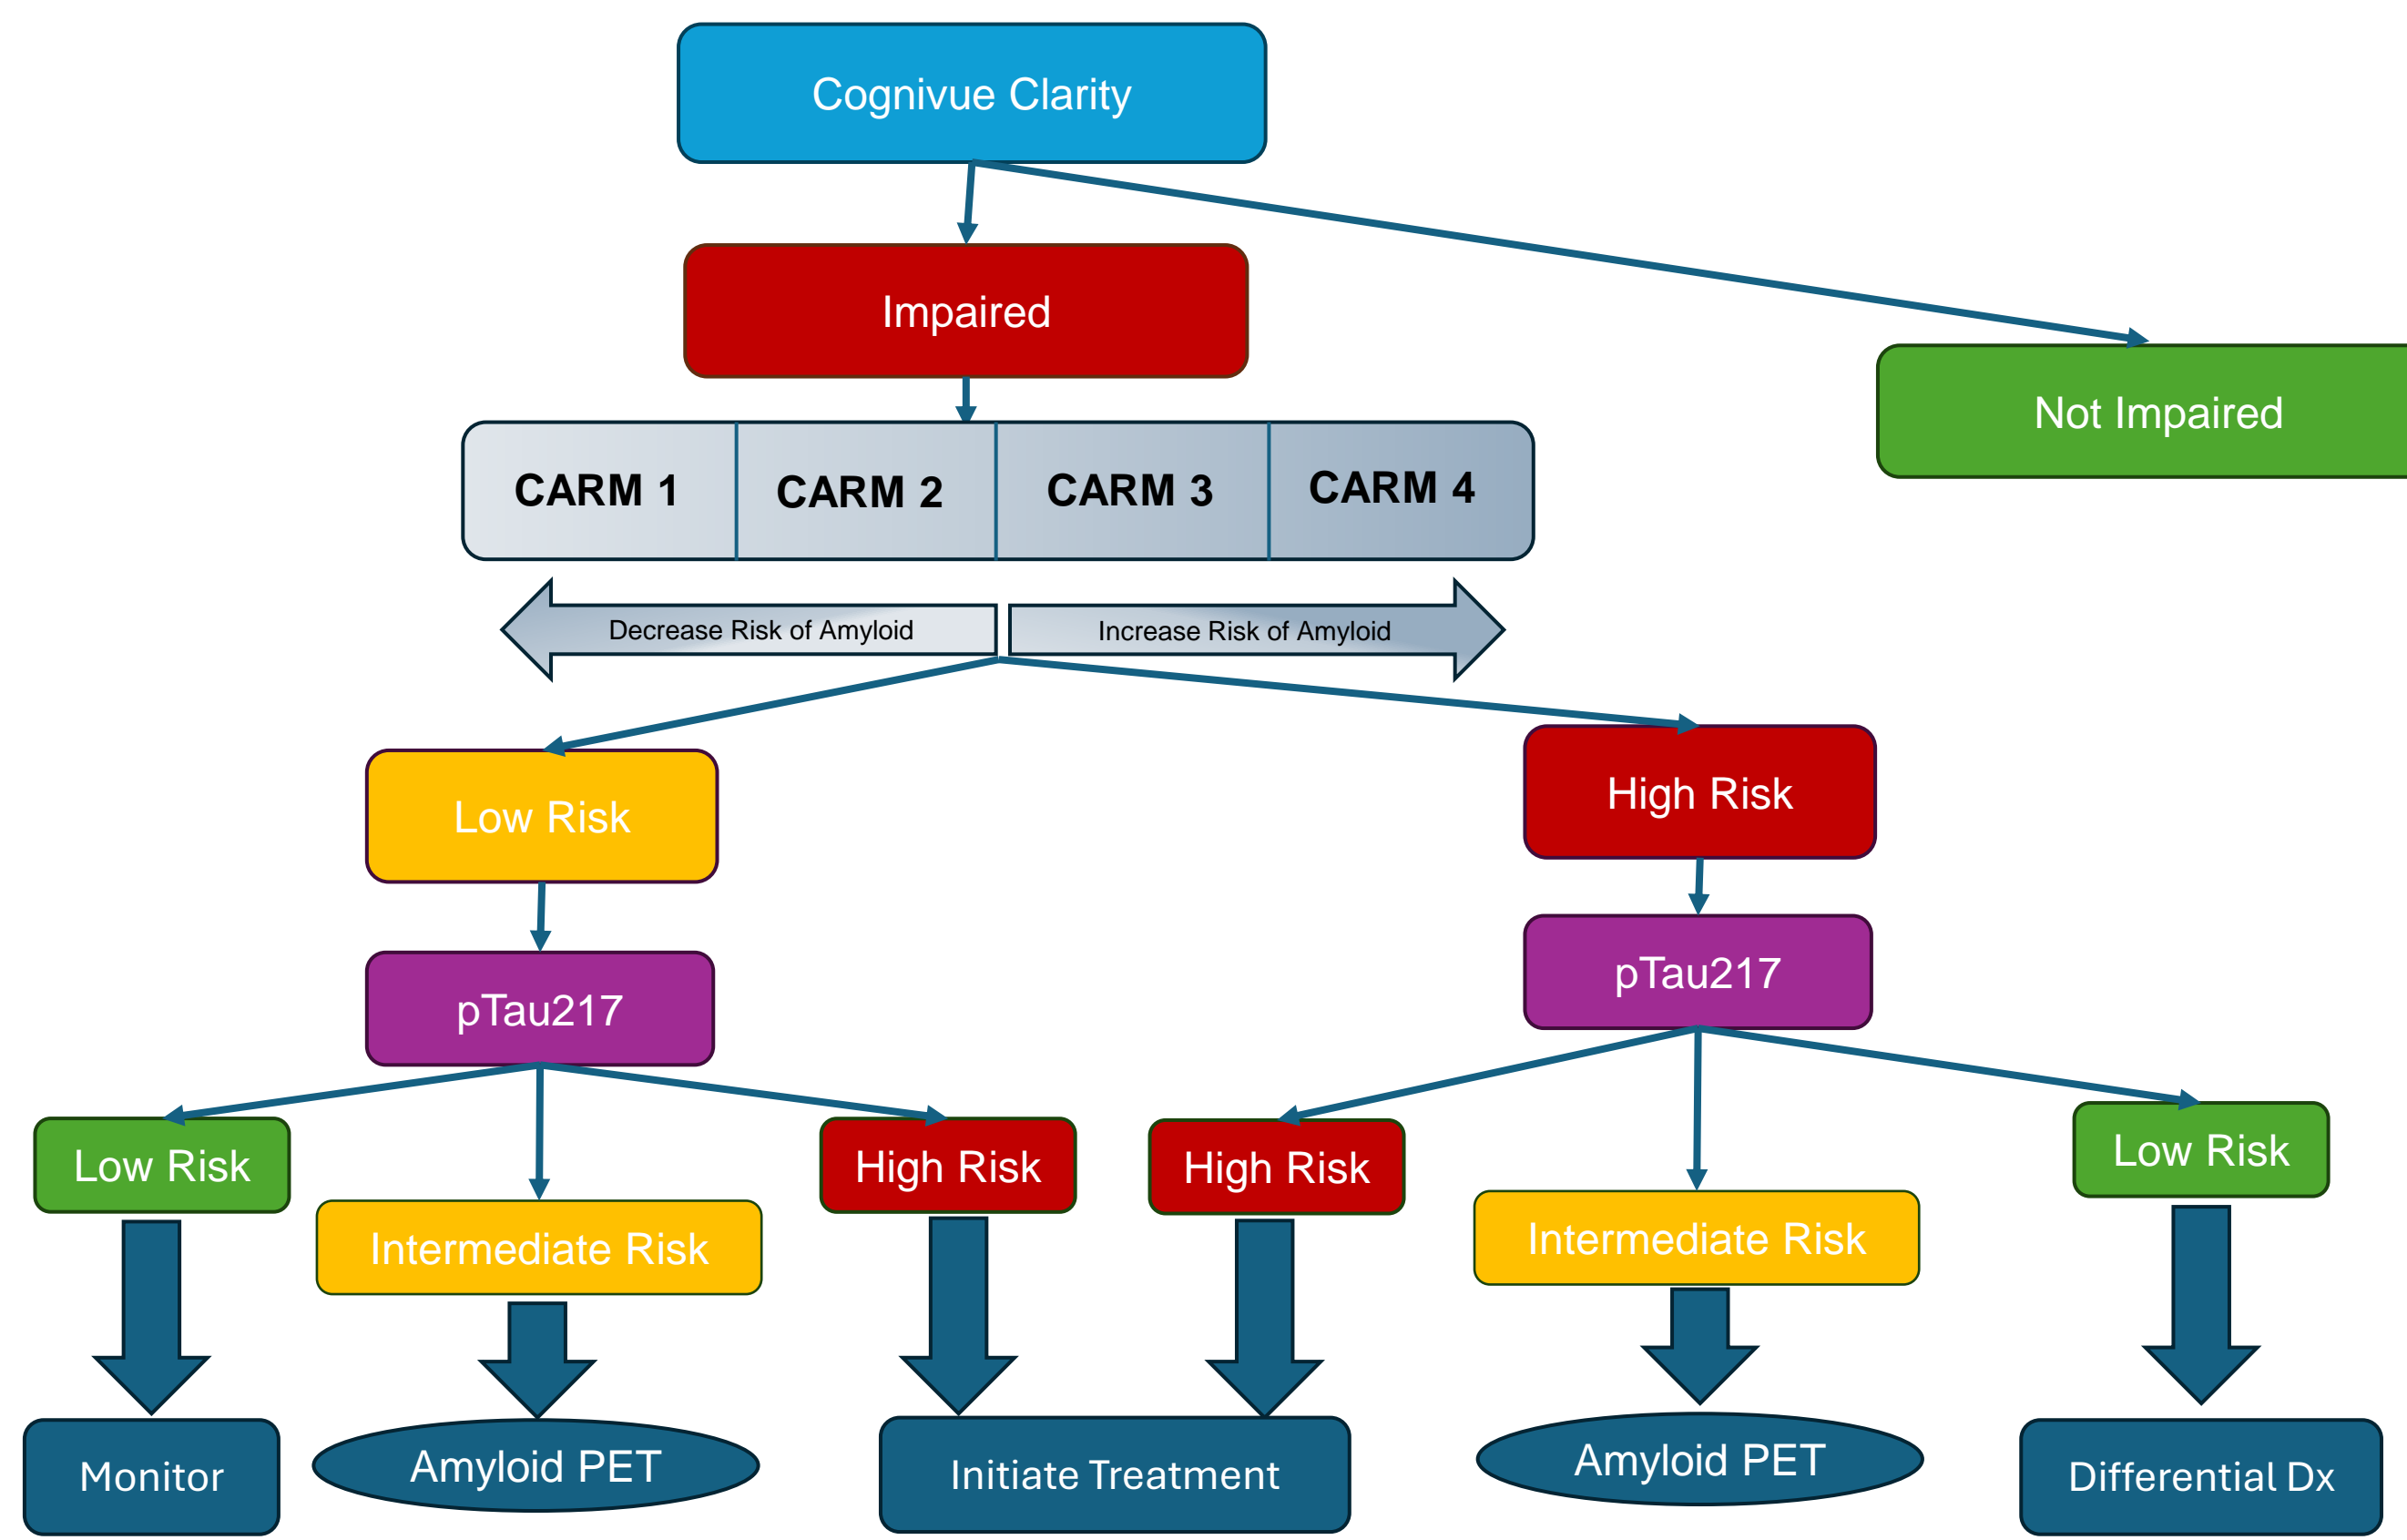 Cognivue Clarity
Impaired
Not Impaired
CARM 1
CARM 2
CARM 3
CARM 4
Decrease Risk of Amyloid
Increase Risk of Amyloid
Low Risk
High Risk
pTau217
pTau217
Low Risk
Intermediate Risk
High Risk
High Risk
Intermediate Risk
Low Risk
Monitor
Amyloid PET
Initiate Treatment
Amyloid PET
Differential Dx